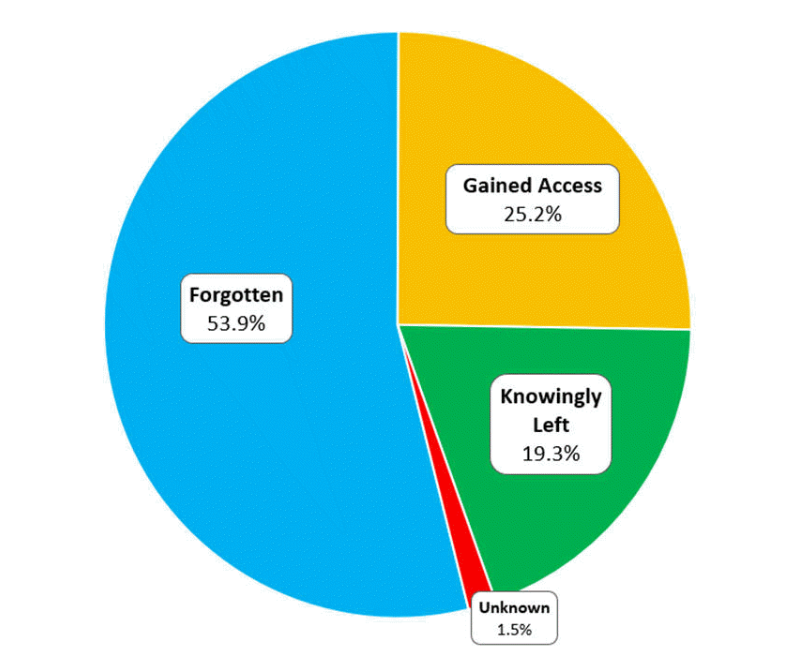 Gained Access
25.2%
Forgotten
53.9%
Knowingly
Left
19.3%
Unknown
1.5%